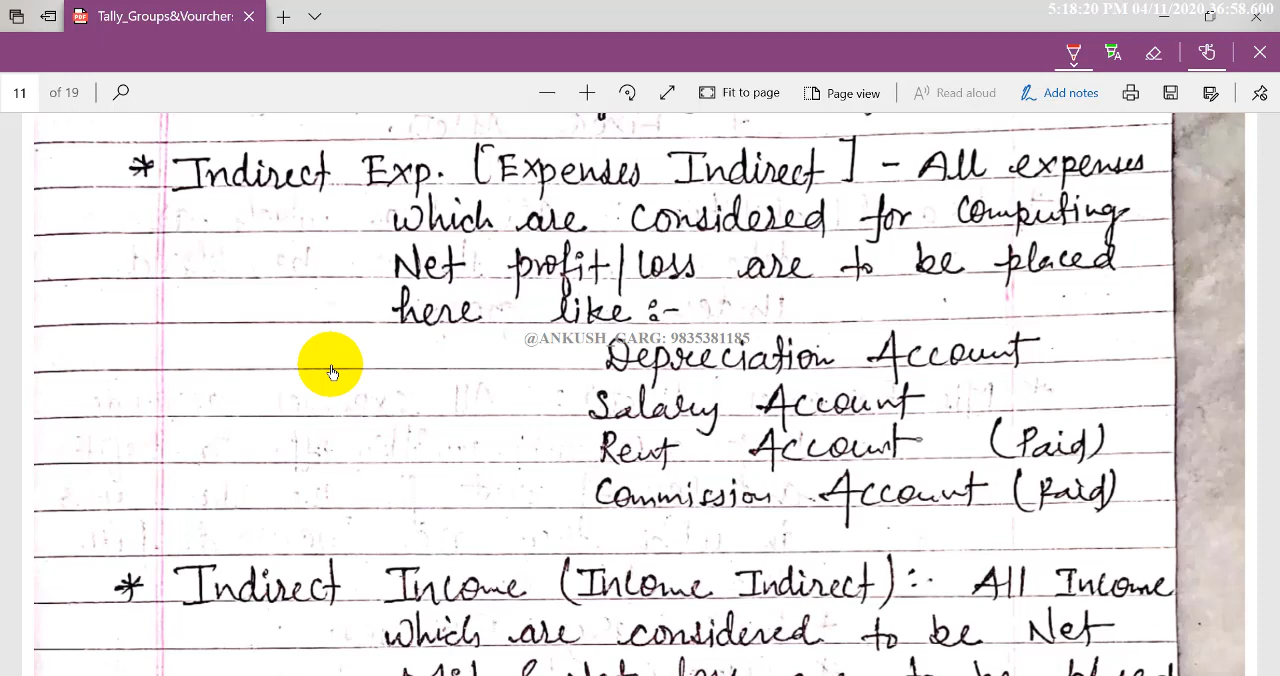 Tally_Groups&Vourcher:
5:18:20 PM 04/11/2020 36:58.600
11 of 19
Fit to page
Page view
Read aloud
Add notes
* Indirect Exp. [Expenses Indirect] - All expenses
which are considered for computing
Net profit/loss are to be placed
here like :-
@ANKUSH_GARG: 9835381185
Depreciation Account
Salary Account
Rent Account (Paid)
Commission Account (Paid)
* Indirect Income (Income Indirect) :- All Income
which are considered to be Net
to be